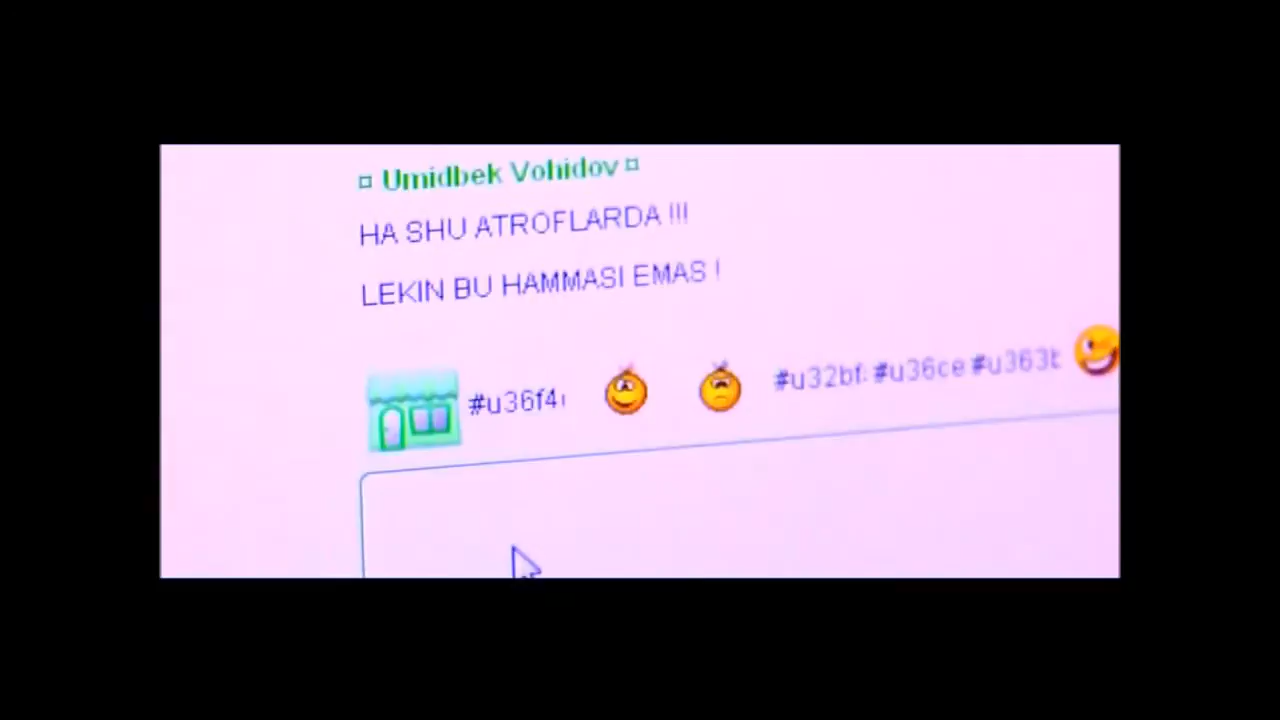 ¤ Umidbek Vohidov ¤
HA SHU ATROFLARDA !!!
LEKIN BU HAMMASI EMAS !
#u36f4 #u32bf #u36ce #u363b